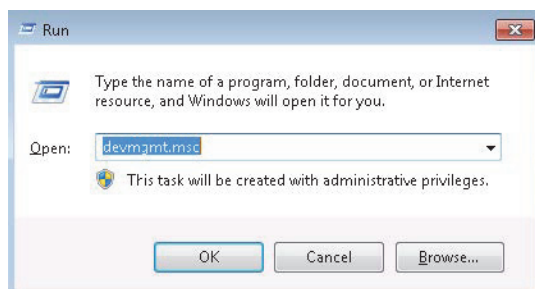 Run
Type the name of a program, folder, document, or Internet
resource, and Windows will open it for you.
Open: devmgmt.msc
This task will be created with administrative privileges.
OK Cancel Browse...